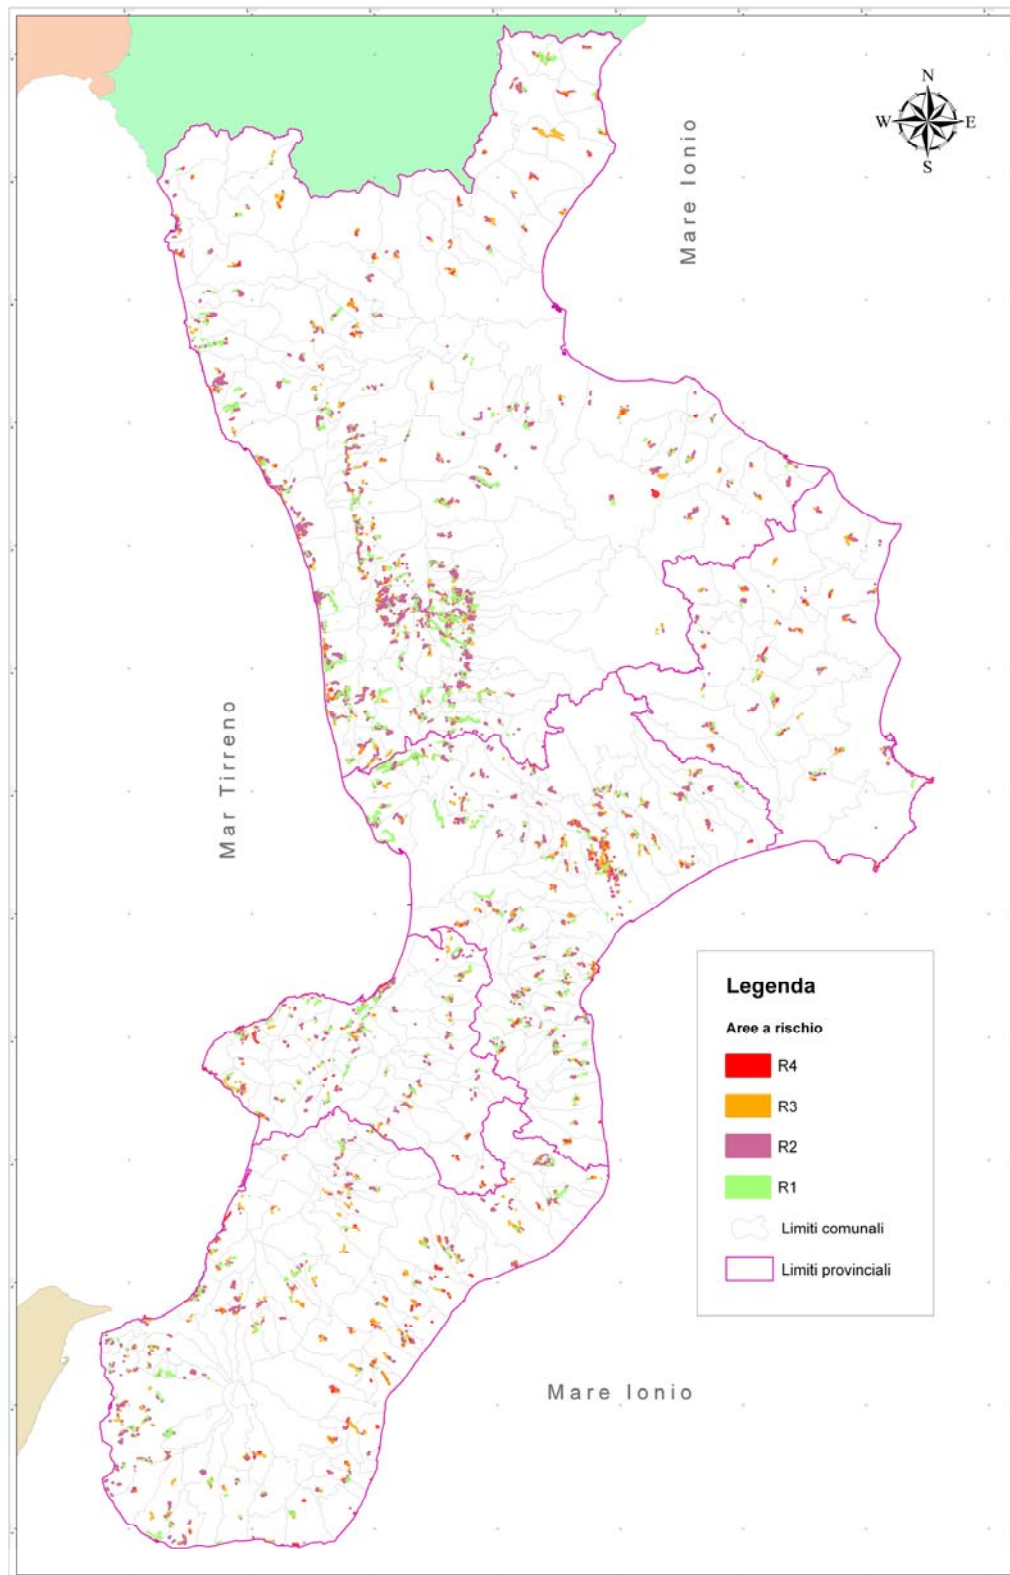 N
W E
S
Mare Ionio
Mar Tirreno
Legenda
Aree a rischio
R4
R3
R2
R1
Limiti comunali
Limiti provinciali
Mare Ionio